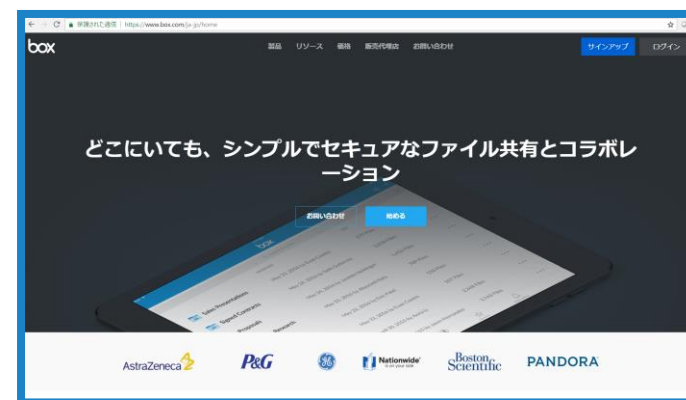 保護された通信 | https://www.box.com/ja-jp/home
box
製品 リソース 価格 販売代理店 お問い合わせ
サインアップ ログイン
どこにいても、シンプルでセキュアなファイル共有とコラボレ
ーション
お問い合わせ 始める
box
Sales Presentations
Signed Contracts
Proposals
Research
AstraZeneca P&G GE Nationwide Boston Scientific PANDORA